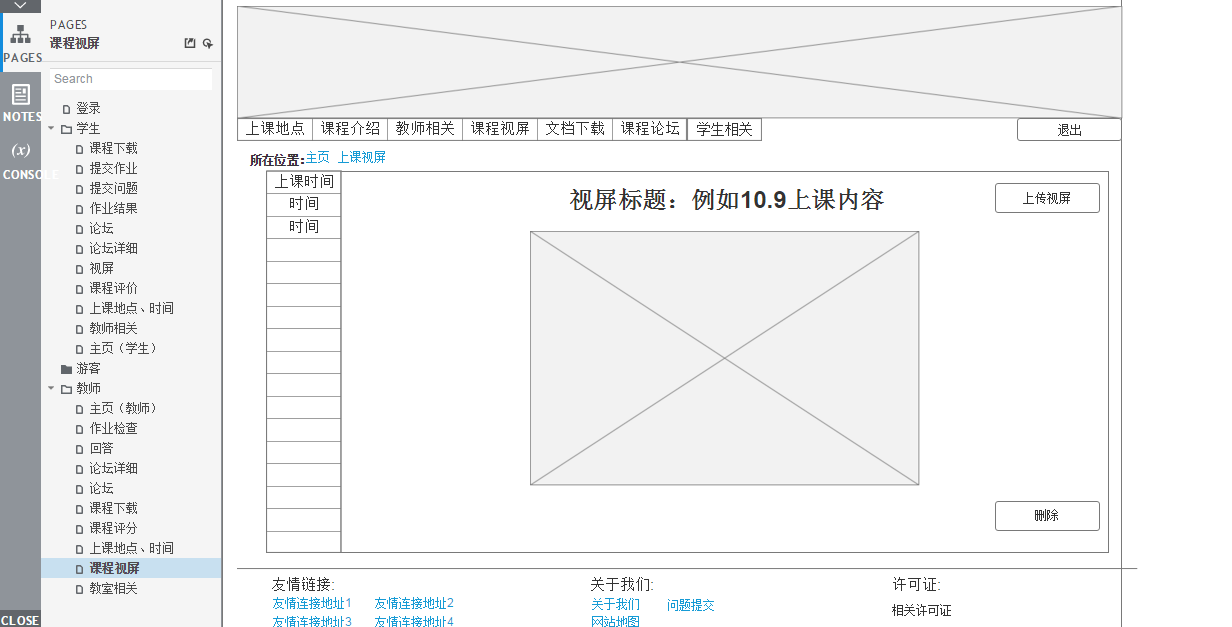 PAGES
课程视屏
Search
PAGES
NOTES
(x)
CONSOLE
CLOSE
登录
学生
课程下载
提交作业
提交问题
作业结果
论坛
论坛详细
视屏
课程评价
上课地点、时间
教师相关
主页（学生）
游客
教师
主页（教师）
作业检查
回答
论坛详细
论坛
课程下载
课程评分
上课地点、时间
课程视屏
教室相关
上课地点 课程介绍 教师相关 课程视屏 文档下载 课程论坛 学生相关 退出
所在位置: 主页 上课视屏
上课时间
时间
时间
视屏标题：例如10.9上课内容
上传视屏
删除
友情链接: 关于我们: 许可证:
友情连接地址1 友情连接地址2 关于我们 问题提交 相关许可证
友情连接地址3 友情连接地址4 网站地图